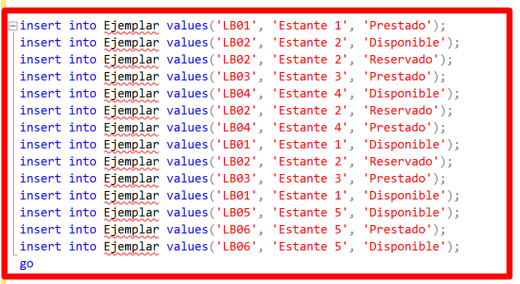 insert into Ejemplar values('LB01', 'Estante 1', 'Prestado');
insert into Ejemplar values('LB02', 'Estante 2', 'Disponible');
insert into Ejemplar values('LB02', 'Estante 2', 'Reservado');
insert into Ejemplar values('LB03', 'Estante 3', 'Prestado');
insert into Ejemplar values('LB04', 'Estante 4', 'Disponible');
insert into Ejemplar values('LB02', 'Estante 2', 'Reservado');
insert into Ejemplar values('LB04', 'Estante 4', 'Prestado');
insert into Ejemplar values('LB01', 'Estante 1', 'Disponible');
insert into Ejemplar values('LB02', 'Estante 2', 'Reservado');
insert into Ejemplar values('LB03', 'Estante 3', 'Prestado');
insert into Ejemplar values('LB01', 'Estante 1', 'Disponible');
insert into Ejemplar values('LB05', 'Estante 5', 'Disponible');
insert into Ejemplar values('LB06', 'Estante 5', 'Prestado');
insert into Ejemplar values('LB06', 'Estante 5', 'Disponible');
go